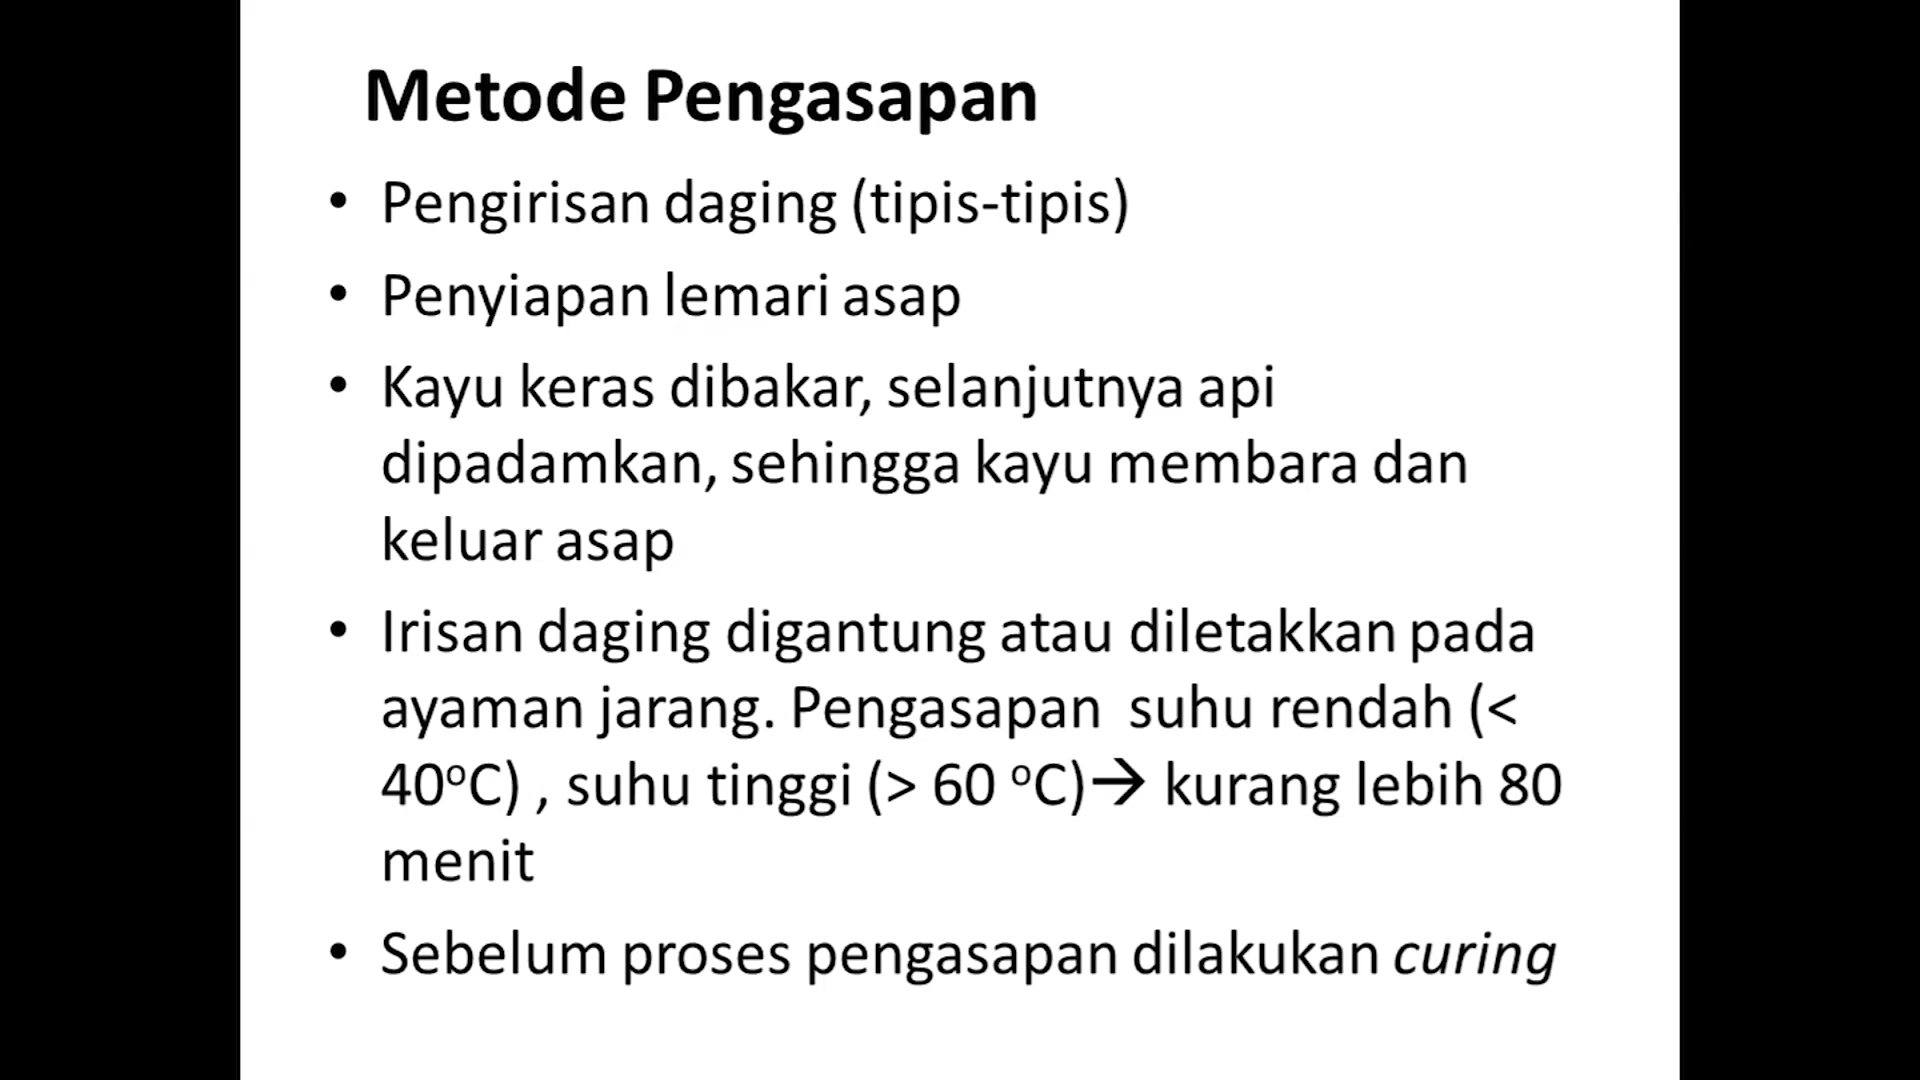 Metode Pengasapan
• Pengirisan daging (tipis-tipis)
• Penyiapan lemari asap
• Kayu keras dibakar, selanjutnya api
dipadamkan, sehingga kayu membara dan
keluar asap
• Irisan daging digantung atau diletakkan pada
ayaman jarang. Pengasapan  suhu rendah (<
40ᵒC) , suhu tinggi (> 60 ᵒC)→ kurang lebih 80
menit
• Sebelum proses pengasapan dilakukan curing